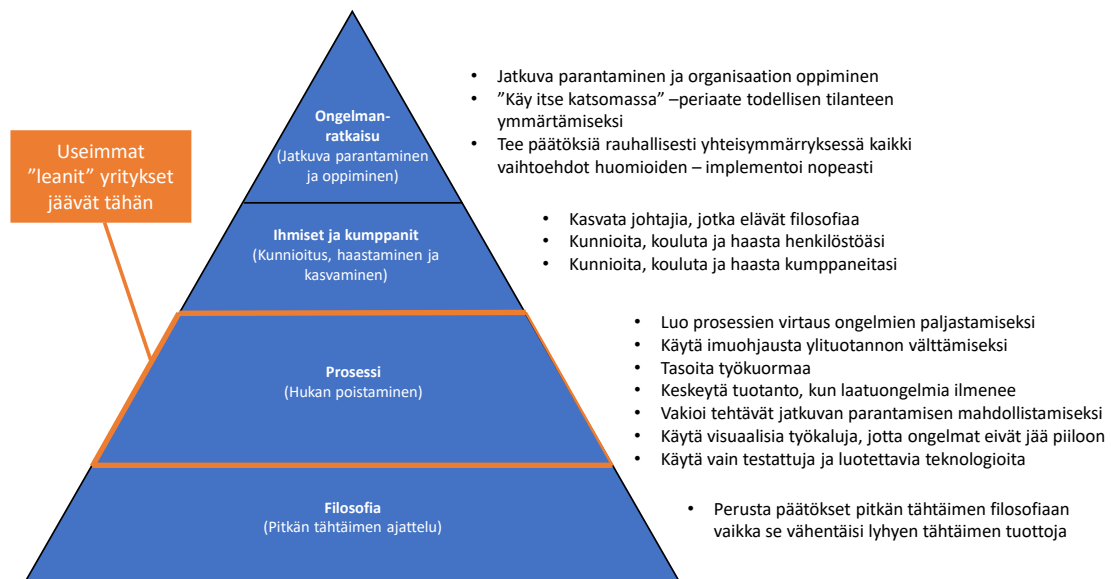 Ongelman-
ratkaisu
(Jatkuva parantaminen
ja oppiminen)
• Jatkuva parantaminen ja organisaation oppiminen
• ”Käy itse katsomassa” –periaate todellisen tilanteen
ymmärtämiseksi
• Tee päätöksiä rauhallisesti yhteisymmärryksessä kaikki
vaihtoehdot huomioiden – implementoi nopeasti
Useimmat
”leanit” yritykset
jäävät tähän
Ihmiset ja kumppanit
(Kunnioitus, haastaminen ja
kasvaminen)
• Kasvata johtajia, jotka elävät filosofiaa
• Kunnioita, kouluta ja haasta henkilöstöäsi
• Kunnioita, kouluta ja haasta kumppaneitasi
Prosessi
(Hukan poistaminen)
• Luo prosessien virtaus ongelmien paljastamiseksi
• Käytä imuohjausta ylituotannon välttämiseksi
• Tasoita työkuormaa
• Keskeytä tuotanto, kun laatuongelmia ilmenee
• Vakioi tehtävät jatkuvan parantamisen mahdollistamiseksi
• Käytä visuaalisia työkaluja, jotta ongelmat eivät jää piiloon
• Käytä vain testattuja ja luotettavia teknologioita
Filosofia
(Pitkän tähtäimen ajattelu)
• Perusta päätökset pitkän tähtäimen filosofiaan
vaikka se vähentäisi lyhyen tähtäimen tuottoja